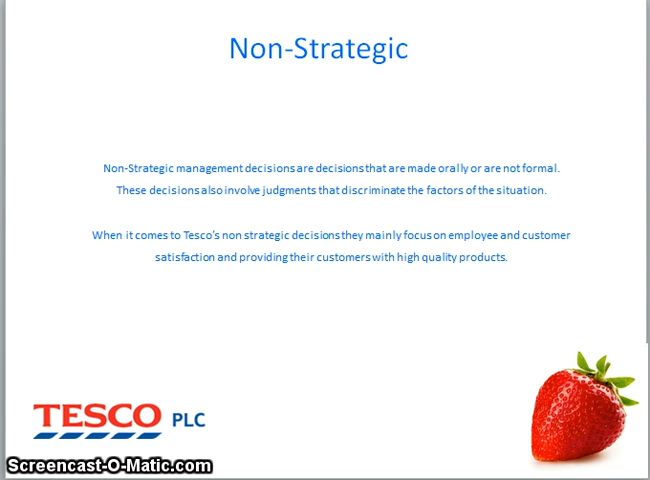 Non-Strategic
Non-Strategic management decisions are decisions that are made orally or are not formal.
These decisions also involve judgments that discriminate the factors of the situation.
When it comes to Tesco's non strategic decisions they mainly focus on employee and customer
satisfaction and providing their customers with high quality products.
TESCO PLC
Screencast-O-Matic.com